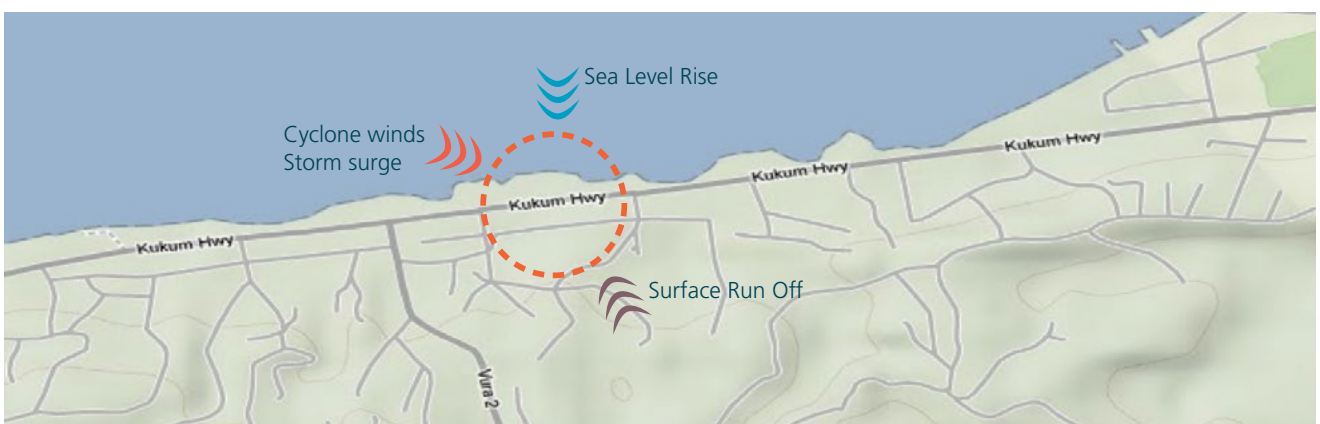 Sea Level Rise
Cyclone winds
Storm surge
Kukum Hwy
Kukum Hwy
Kukum Hwy
Kukum Hwy
Surface Run Off
Vura 2